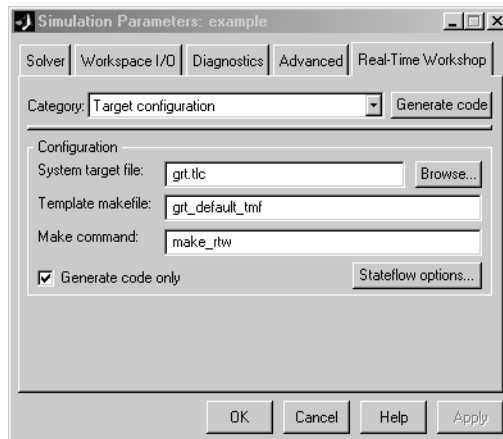 Simulation Parameters: example
Solver Workspace I/O Diagnostics Advanced Real-Time Workshop
Category: Target configuration Generate code
Configuration
System target file: grt.tlc Browse...
Template makefile: grt_default_tmf
Make command: make_rtw
Generate code only Stateflow options...
OK Cancel Help Apply